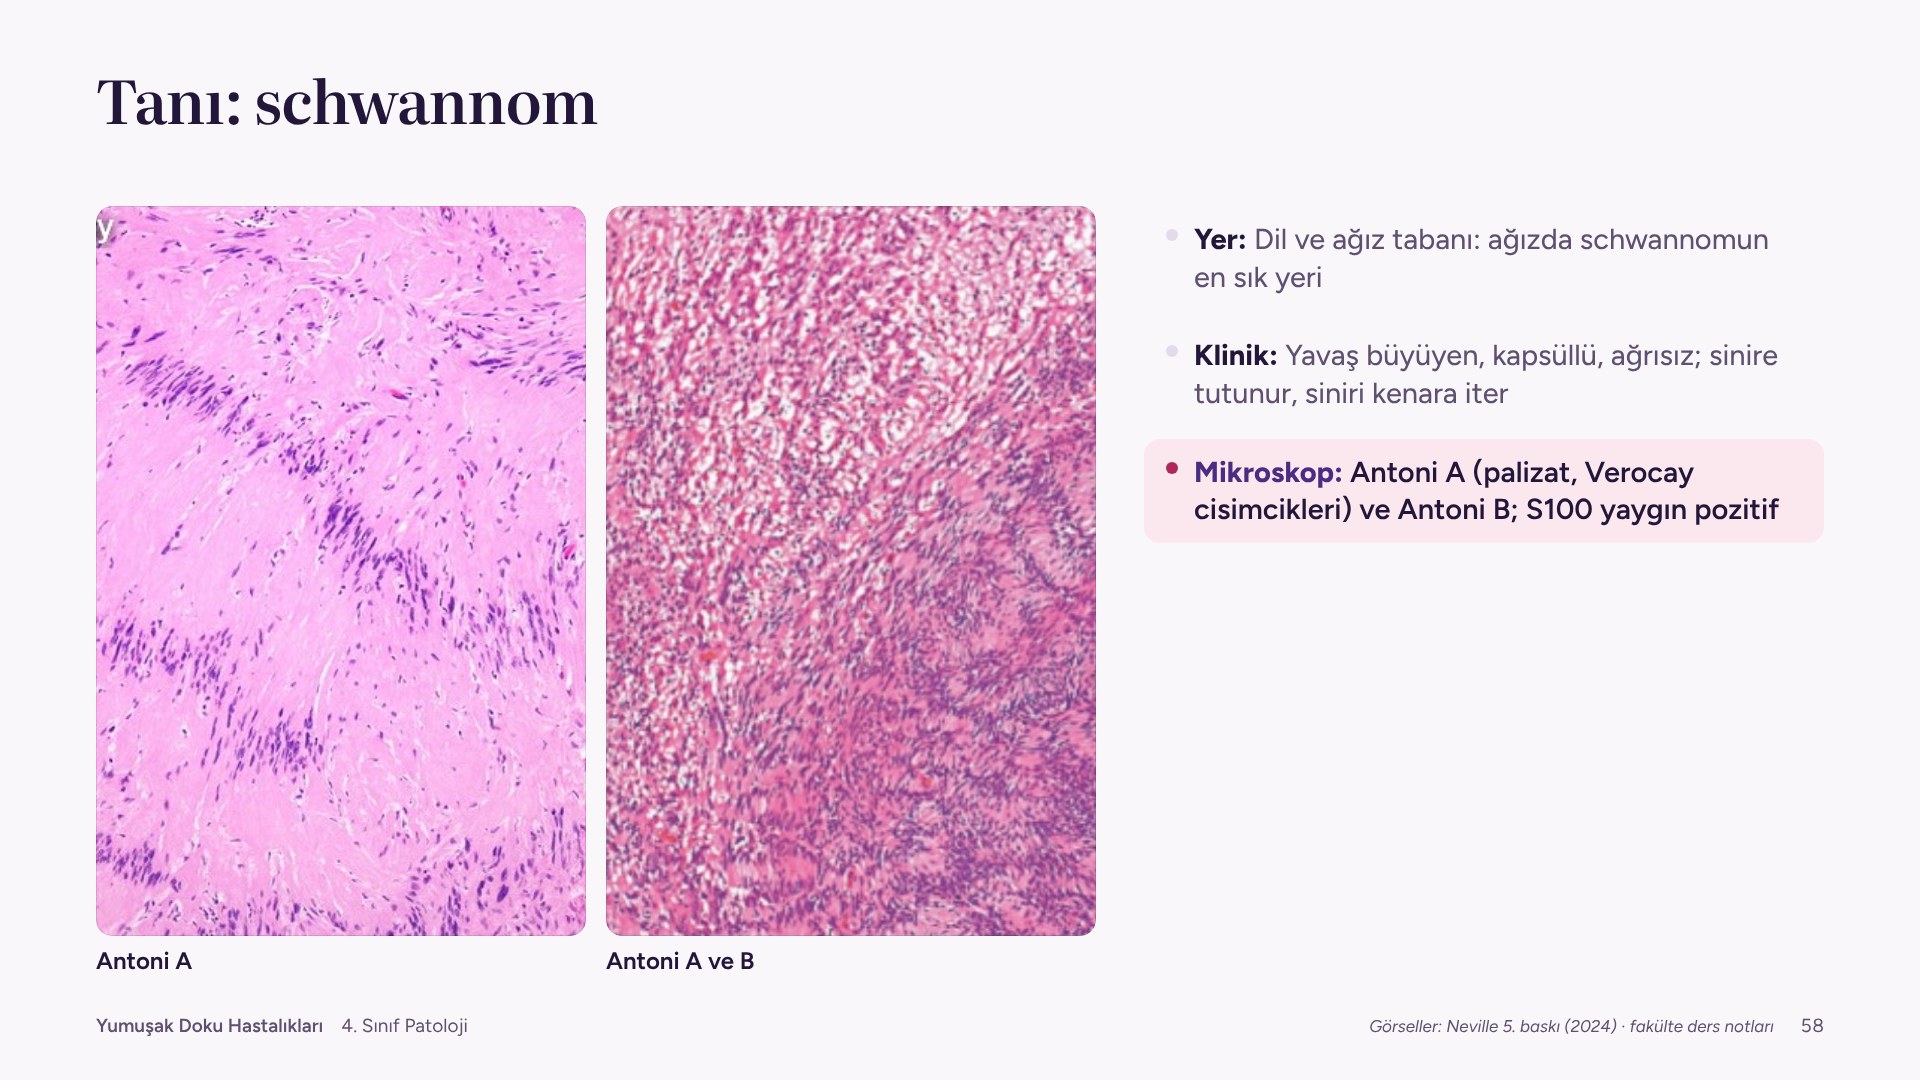 Tanı: schwannom
y
Yer: Dil ve ağız tabanı: ağızda schwannomun
en sık yeri
Klinik: Yavaş büyüyen, kapsüllü, ağrısız; sinire
tutunur, siniri kenara iter
Mikroskop: Antoni A (palizat, Verocay
cisimcikleri) ve Antoni B; S100 yaygın pozitif
Antoni A
Antoni A ve B
Yumuşak Doku Hastalıkları 4. Sınıf Patoloji
Görseller: Neville 5. baskı (2024) · fakülte ders notları 58